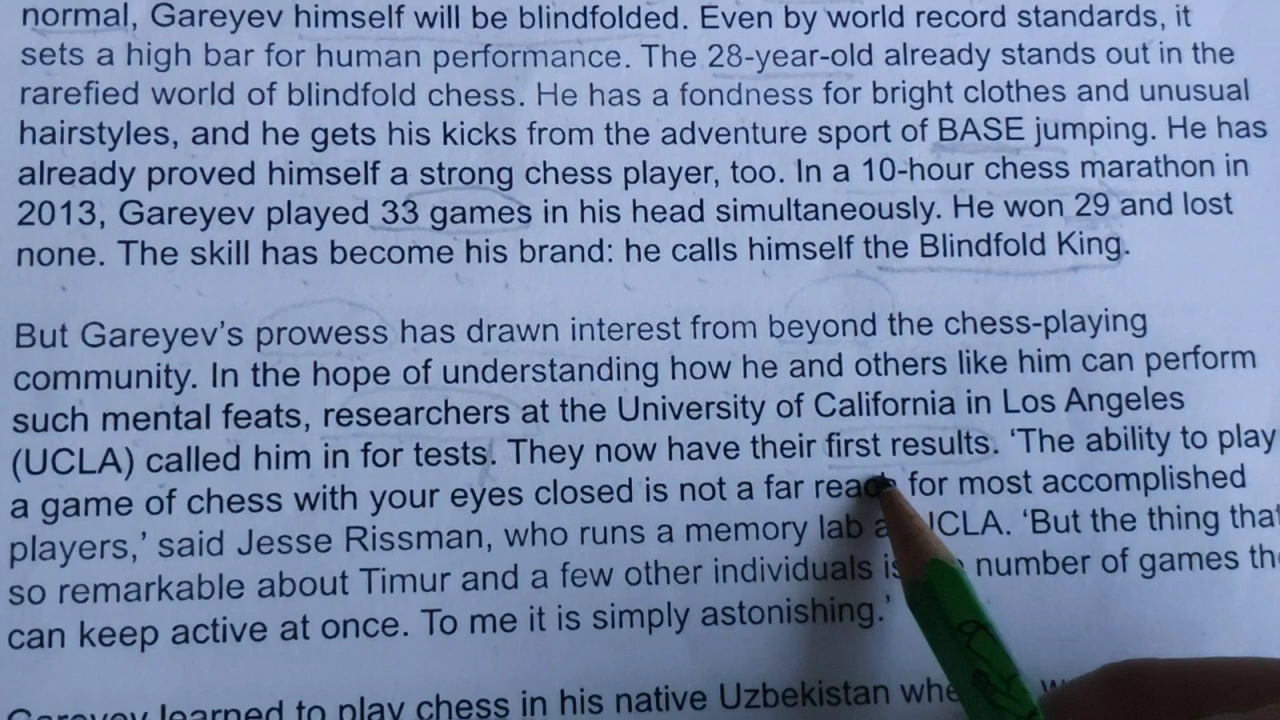 normal, Gareyev himself will be blindfolded. Even by world record standards, it
sets a high bar for human performance. The 28-year-old already stands out in the
rarefied world of blindfold chess. He has a fondness for bright clothes and unusual
hairstyles, and he gets his kicks from the adventure sport of BASE jumping. He has
already proved himself a strong chess player, too. In a 10-hour chess marathon in
2013, Gareyev played 33 games in his head simultaneously. He won 29 and lost
none. The skill has become his brand: he calls himself the Blindfold King.
But Gareyev’s prowess has drawn interest from beyond the chess-playing
community. In the hope of understanding how he and others like him can perform
such mental feats, researchers at the University of California in Los Angeles
(UCLA) called him in for tests. They now have their first results. ‘The ability to play
a game of chess with your eyes closed is not a far reach for most accomplished
players,’ said Jesse Rissman, who runs a memory lab UCLA. ‘But the thing that
so remarkable about Timur and a few other individuals is number of games
can keep active at once. To me it is simply astonishing.’
Gareyev learned to play chess in his native Uzbekistan